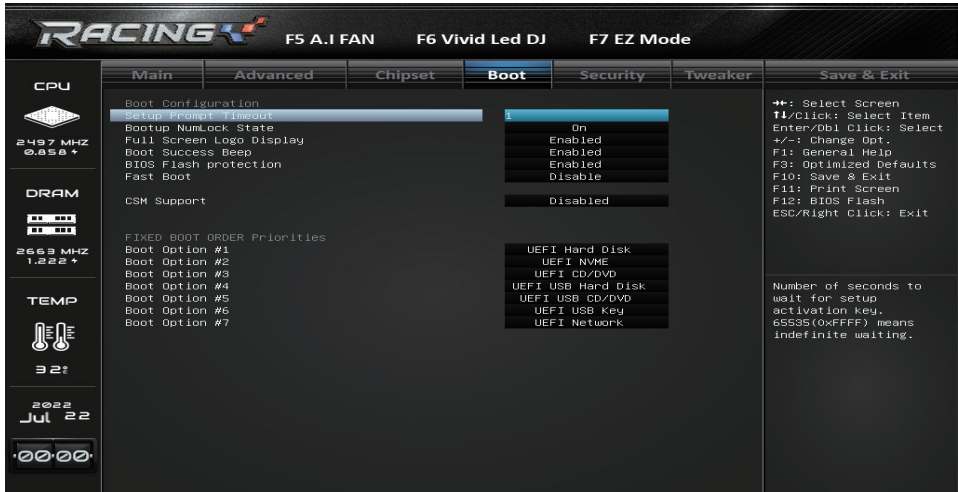 RACING
F5 A.I FAN F6 Vivid Led DJ F7 EZ Mode
Main Advanced Chipset Boot Security Tweaker Save & Exit
CPU
2497 MHZ
0.858
DRAM
2663 MHZ
1.222
TEMP
32
2022
Jul 22
00:00
Boot Configuration
Setup Prompt Timeout 1
Bootup NumLock State On
Full Screen Logo Display Enabled
Boot Success Beep Enabled
BIOS Flash protection Enabled
Fast Boot Disable
CSM Support Disabled
FIXED BOOT ORDER Priorities
Boot Option #1 UEFI Hard Disk
Boot Option #2 UEFI NVME
Boot Option #3 UEFI CD/DVD
Boot Option #4 UEFI USB Hard Disk
Boot Option #5 UEFI USB CD/DVD
Boot Option #6 UEFI USB Key
Boot Option #7 UEFI Network
→←: Select Screen
↑↓/Click: Select Item
Enter/Dbl Click: Select
+/-: Change Opt.
F1: General Help
F3: Optimized Defaults
F10: Save & Exit
F11: Print Screen
F12: BIOS Flash
ESC/Right Click: Exit
Number of seconds to
wait for setup
activation key.
65535(0xFFFF) means
indefinite waiting.